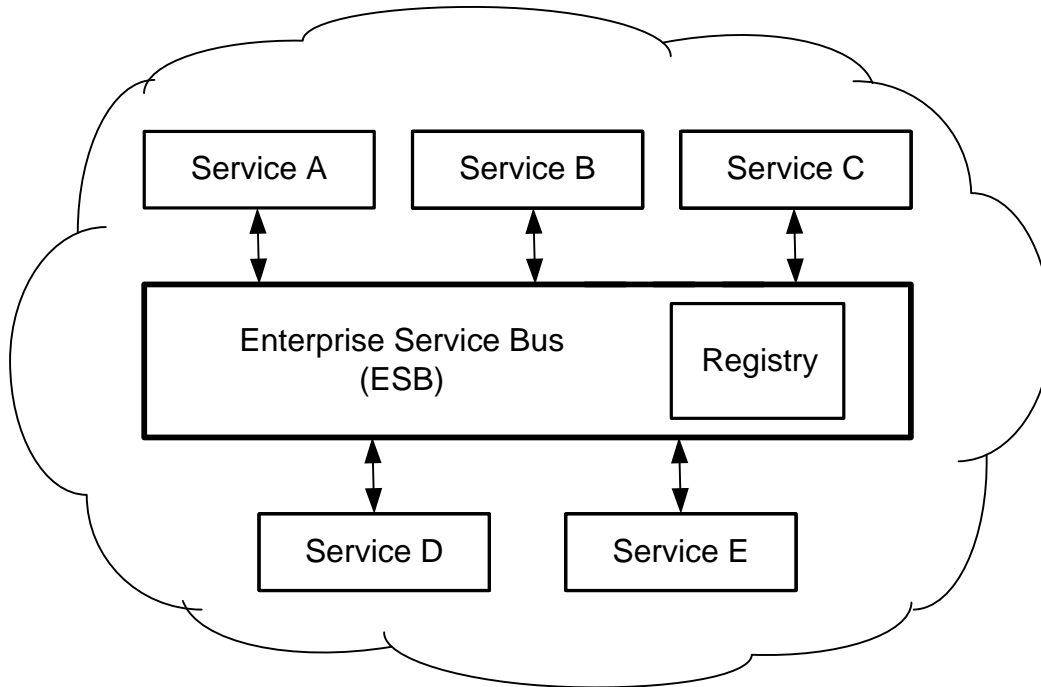 Service A
Service B
Service C
Enterprise Service Bus
(ESB)
Registry
Service D
Service E